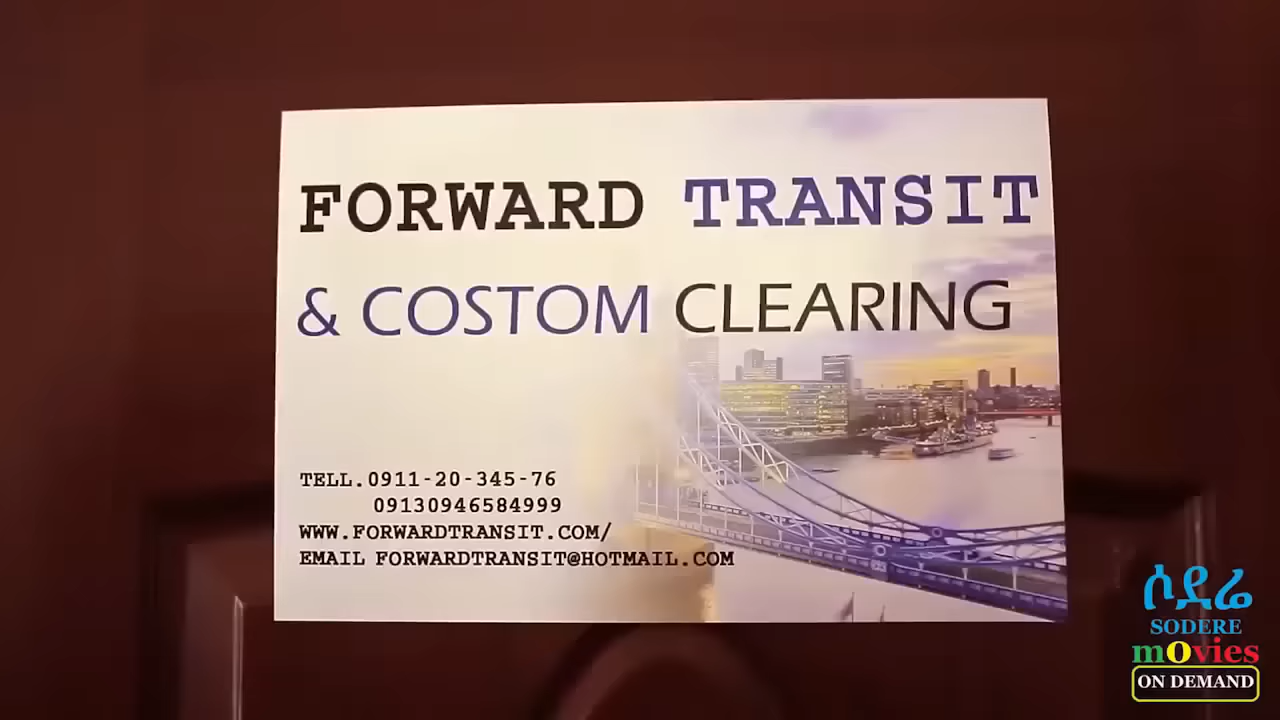 FORWARD TRANSIT
& COSTOM CLEARING
TELL.0911-20-345-76
09130946584999
WWW.FORWARDTRANSIT.COM/
EMAIL FORWARDTRANSIT@HOTMAIL.COM
ሶደሬ
SODERE
mOvies
ON DEMAND